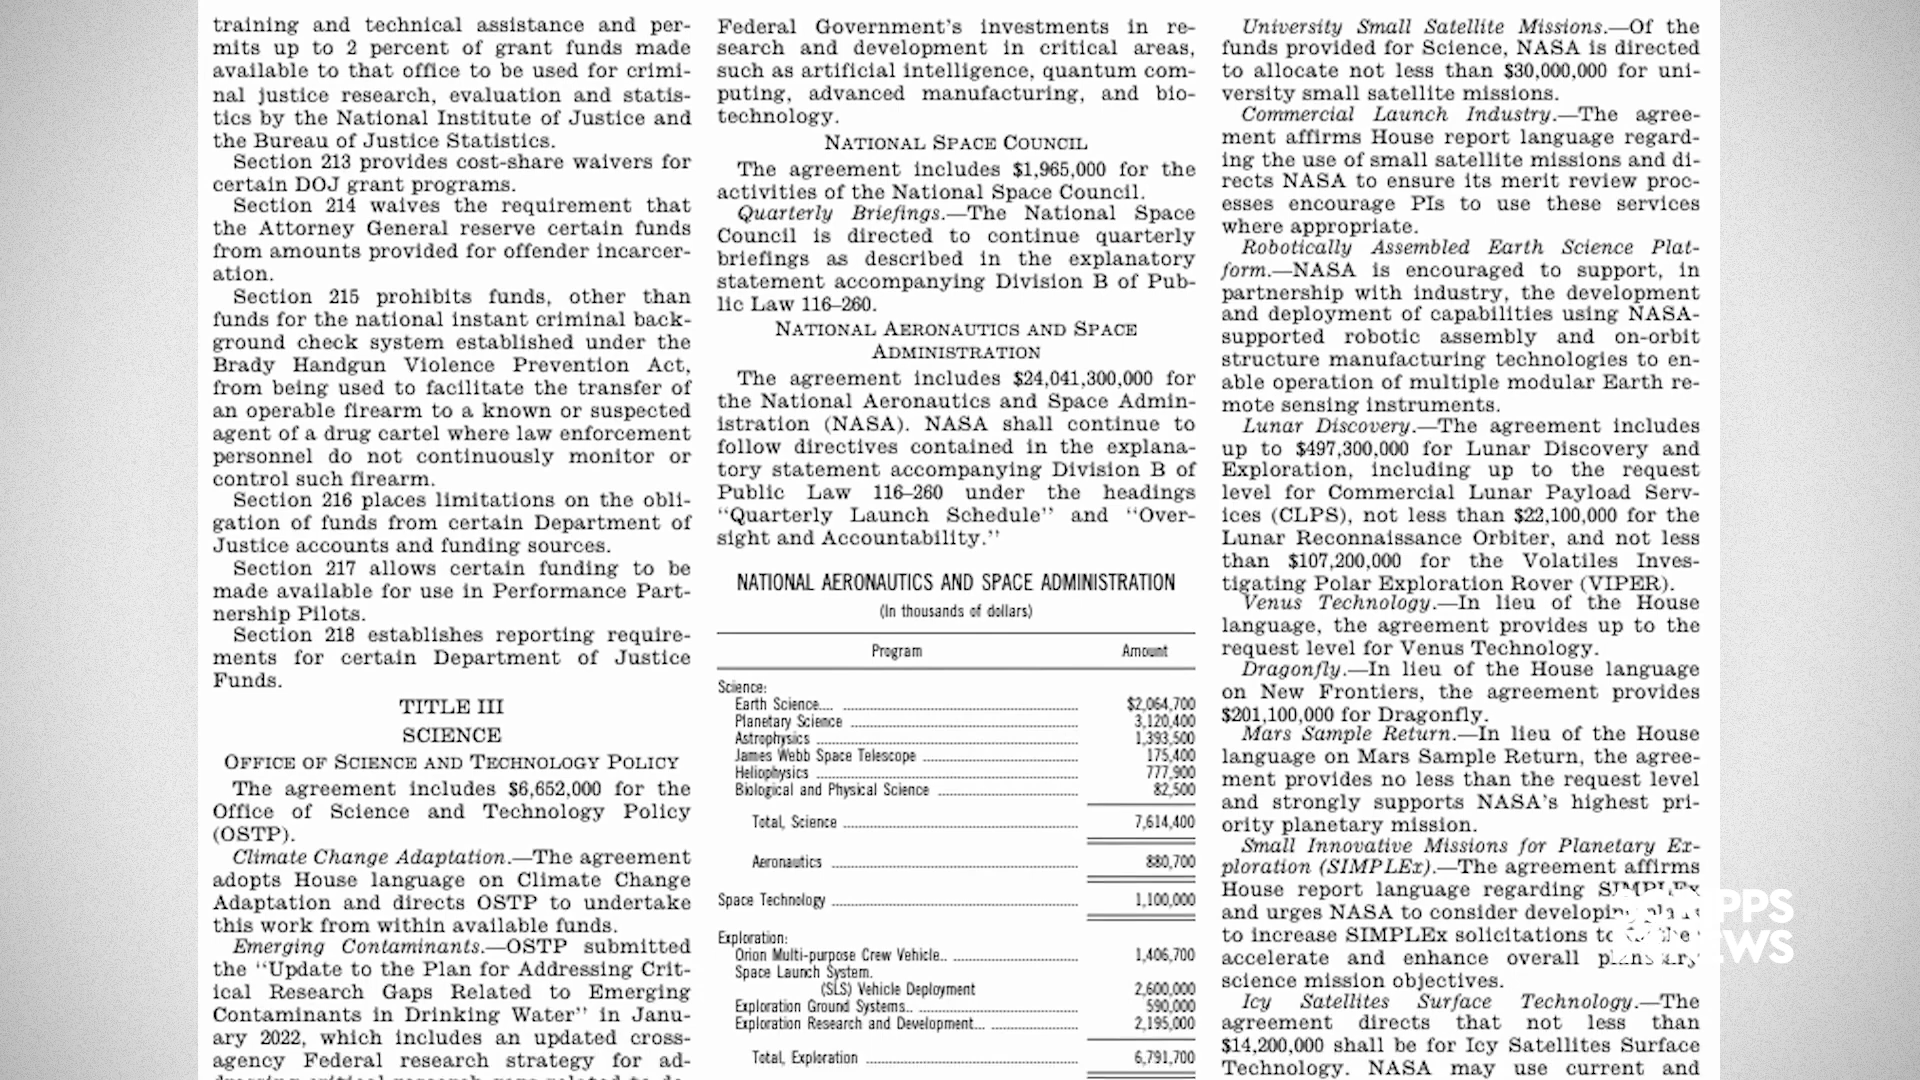 training and technical assistance and per-
mits up to 2 percent of grant funds made
available to that office to be used for crimi-
nal justice research, evaluation and statis-
tics by the National Institute of Justice and
the Bureau of Justice Statistics.
Section 213 provides cost-share waivers for
certain DOJ grant programs.
Section 214 waives the requirement that
the Attorney General reserve certain funds
from amounts provided for offender incarcer-
ation.
Section 215 prohibits funds, other than
funds for the national instant criminal back-
ground check system established under the
Brady Handgun Violence Prevention Act,
from being used to facilitate the transfer of
an operable firearm to a known or suspected
agent of a drug cartel where law enforcement
personnel do not continuously monitor or
control such firearm.
Section 216 places limitations on the obli-
gation of funds from certain Department of
Justice accounts and funding sources.
Section 217 allows certain funding to be
made available for use in Performance Part-
nership Pilots.
Section 218 establishes reporting require-
ments for certain Department of Justice
Funds.
TITLE III
SCIENCE
OFFICE OF SCIENCE AND TECHNOLOGY POLICY
The agreement includes $6,652,000 for the
Office of Science and Technology Policy
(OSTP).
Climate Change Adaptation.—The agreement
adopts House language on Climate Change
Adaptation and directs OSTP to undertake
this work from within available funds.
Emerging Contaminants.—OSTP submitted
the “Update to the Plan for Addressing Crit-
ical Research Gaps Related to Emerging
Contaminants in Drinking Water” in Janu-
ary 2022, which includes an updated cross-
agency Federal research strategy for ad-
Federal Government’s investments in re-
search and development in critical areas,
such as artificial intelligence, quantum com-
puting, advanced manufacturing, and bio-
technology.
NATIONAL SPACE COUNCIL
The agreement includes $1,965,000 for the
activities of the National Space Council.
Quarterly Briefings.—The National Space
Council is directed to continue quarterly
briefings as described in the explanatory
statement accompanying Division B of Pub-
lic Law 116–260.
NATIONAL AERONAUTICS AND SPACE
ADMINISTRATION
The agreement includes $24,041,300,000 for
the National Aeronautics and Space Admin-
istration (NASA). NASA shall continue to
follow directives contained in the explana-
tory statement accompanying Division B of
Public Law 116–260 under the headings
“Quarterly Launch Schedule” and “Over-
sight and Accountability.”
NATIONAL AERONAUTICS AND SPACE ADMINISTRATION
(In thousands of dollars)
Program Amount
Science:
Earth Science.... $2,064,700
Planetary Science 3,120,400
Astrophysics 1,393,500
James Webb Space Telescope 175,400
Heliophysics 777,900
Biological and Physical Science 82,500
Total, Science 7,614,400
Aeronautics 880,700
Space Technology 1,100,000
Exploration:
Orion Multi-purpose Crew Vehicle.. 1,406,700
Space Launch System.
(SLS) Vehicle Deployment 2,600,000
Exploration Ground Systems.. 590,000
Exploration Research and Development... 2,195,000
Total, Exploration 6,791,700
University Small Satellite Missions.—Of the
funds provided for Science, NASA is directed
to allocate not less than $30,000,000 for uni-
versity small satellite missions.
Commercial Launch Industry.—The agree-
ment affirms House report language regard-
ing the use of small satellite missions and di-
rects NASA to ensure its merit review proc-
esses encourage PIs to use these services
where appropriate.
Robotically Assembled Earth Science Plat-
form.—NASA is encouraged to support, in
partnership with industry, the development
and deployment of capabilities using NASA-
supported robotic assembly and on-orbit
structure manufacturing technologies to en-
able operation of multiple modular Earth re-
mote sensing instruments.
Lunar Discovery.—The agreement includes
up to $497,300,000 for Lunar Discovery and
Exploration, including up to the request
level for Commercial Lunar Payload Serv-
ices (CLPS), not less than $22,100,000 for the
Lunar Reconnaissance Orbiter, and not less
than $107,200,000 for the Volatiles Inves-
tigating Polar Exploration Rover (VIPER).
Venus Technology.—In lieu of the House
language, the agreement provides up to the
request level for Venus Technology.
Dragonfly.—In lieu of the House language
on New Frontiers, the agreement provides
$201,100,000 for Dragonfly.
Mars Sample Return.—In lieu of the House
language on Mars Sample Return, the agree-
ment provides no less than the request level
and strongly supports NASA’s highest pri-
ority planetary mission.
Small Innovative Missions for Planetary Ex-
ploration (SIMPLEx).—The agreement affirms
House report language regarding SIMPLEx
and urges NASA to consider developing
to increase SIMPLEx solicitations to
accelerate and enhance overall planetary
science mission objectives.
Icy Satellites Surface Technology.—The
agreement directs that not less than
$14,200,000 shall be for Icy Satellites Surface
Technology. NASA may use current and